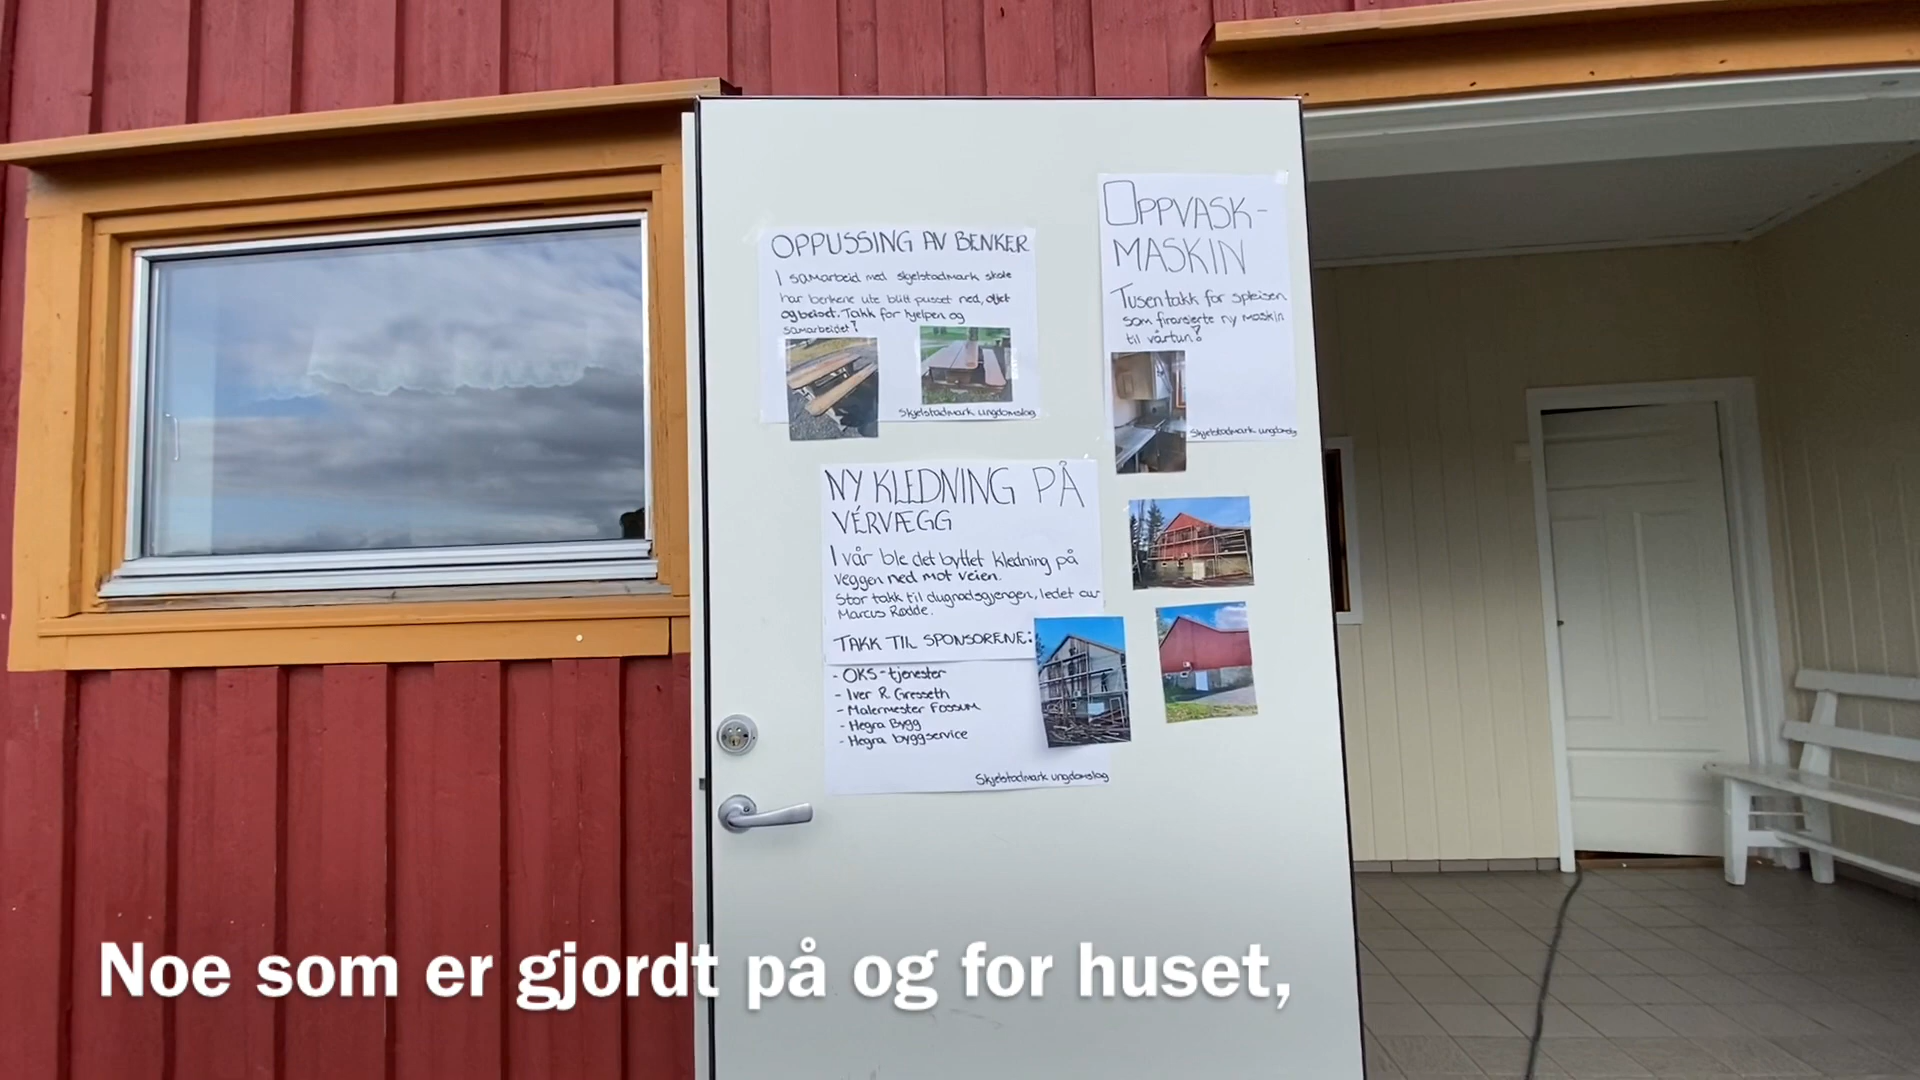 OPPUSSING AV BENKER
I samarbeid med skjelstadmark skole
har benkene ute blitt pusset ned, oljet
og beiset. Takk for hjelpen og
samarbeidet!
Skjelstadmark ungdomslag
OPPVASK-
MASKIN
Tusen takk for spleisen
som finansierte ny maskin
til vårtun!
Skjelstadmark ungdomslag
NY KLEDNING PÅ
VÉRVÆGG
I vår ble det byttet kledning på
veggen ned mot veien.
Stor takk til dugnadsgjengen, ledet av
Marcus Rødde.
TAKK TIL SPONSORENE:
- OKS-tjenester
- Iver R. Gresseth
- Malermester Fossum
- Hegra Bygg
- Hegra byggservice
Skjelstadmark ungdomslag
Noe som er gjordt på og for huset,